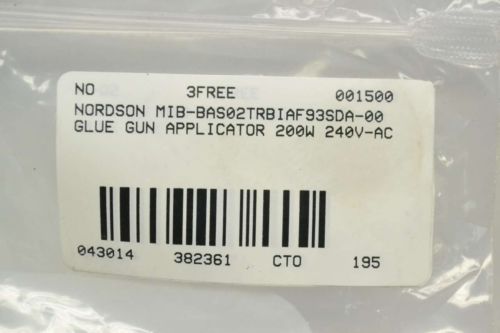 NO 3FREE 001500
NORDSON MIB-BAS02TRBIAF93SDA-00
GLUE GUN APPLICATOR 200W 240V-AC
043014 382361 CTO 195